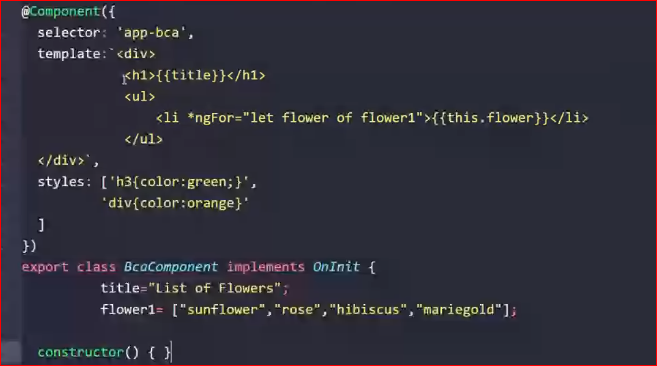 @Component({
  selector: 'app-bca',
  template:`<div>
             <h1>{{title}}</h1>
             <ul>
                 <li *ngFor="let flower of flower1">{{this.flower}}</li>
             </ul>
  </div>`,
  styles: ['h3{color:green;}',
          'div{color:orange}'
  ]
})
export class BcaComponent implements OnInit {
          title="List of Flowers";
          flower1= ["sunflower","rose","hibiscus","mariegold"];
  constructor() { }